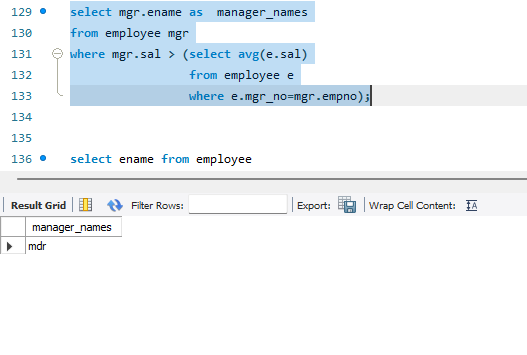 129 select mgr.ename as  manager_names
130 from employee mgr
131 where mgr.sal > (select avg(e.sal)
132 from employee e
133 where e.mgr_no=mgr.empno);
134
135
136 select ename from employee
Result Grid Filter Rows: Export: Wrap Cell Content:
manager_names
mdr